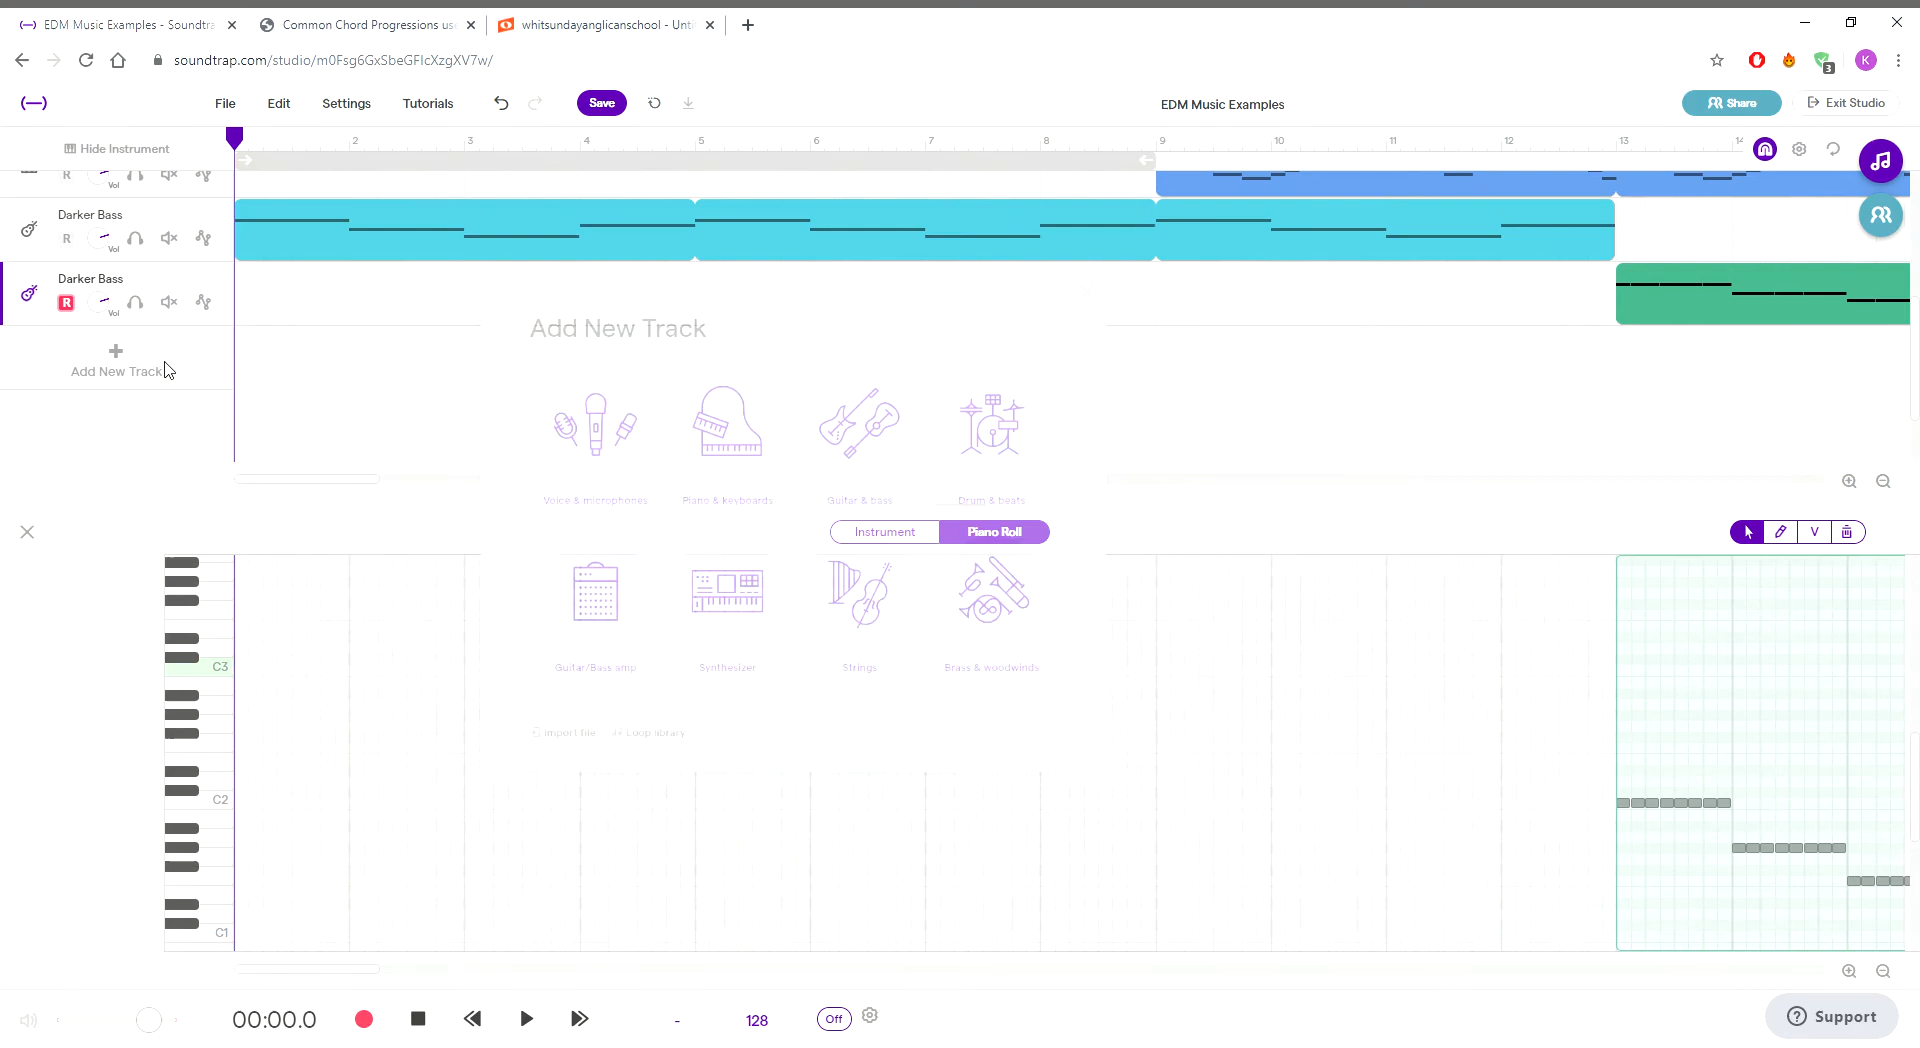 EDM Music Examples - Soundtra
Common Chord Progressions use
whitsundayanglicanschool - Unti
soundtrap.com/studio/m0Fsg6GxSbeGFIcXzgXV7w/
K
3
File
Edit
Settings
Tutorials
Save
EDM Music Examples
Share
Exit Studio
Hide Instrument
2
3
4
5
6
7
8
9
10
11
12
13
14
R
Vol
Darker Bass
R
Vol
Darker Bass
R
Vol
Add New Track
Add New Track
Voice & microphones
Piano & keyboards
Guitar & bass
Drum & beats
Instrument
Piano Roll
V
Guitar/Bass amp
Synthesizer
Strings
Brass & woodwinds
Import file
Loop library
C3
C2
C1
00:00.0
-
128
Off
Support